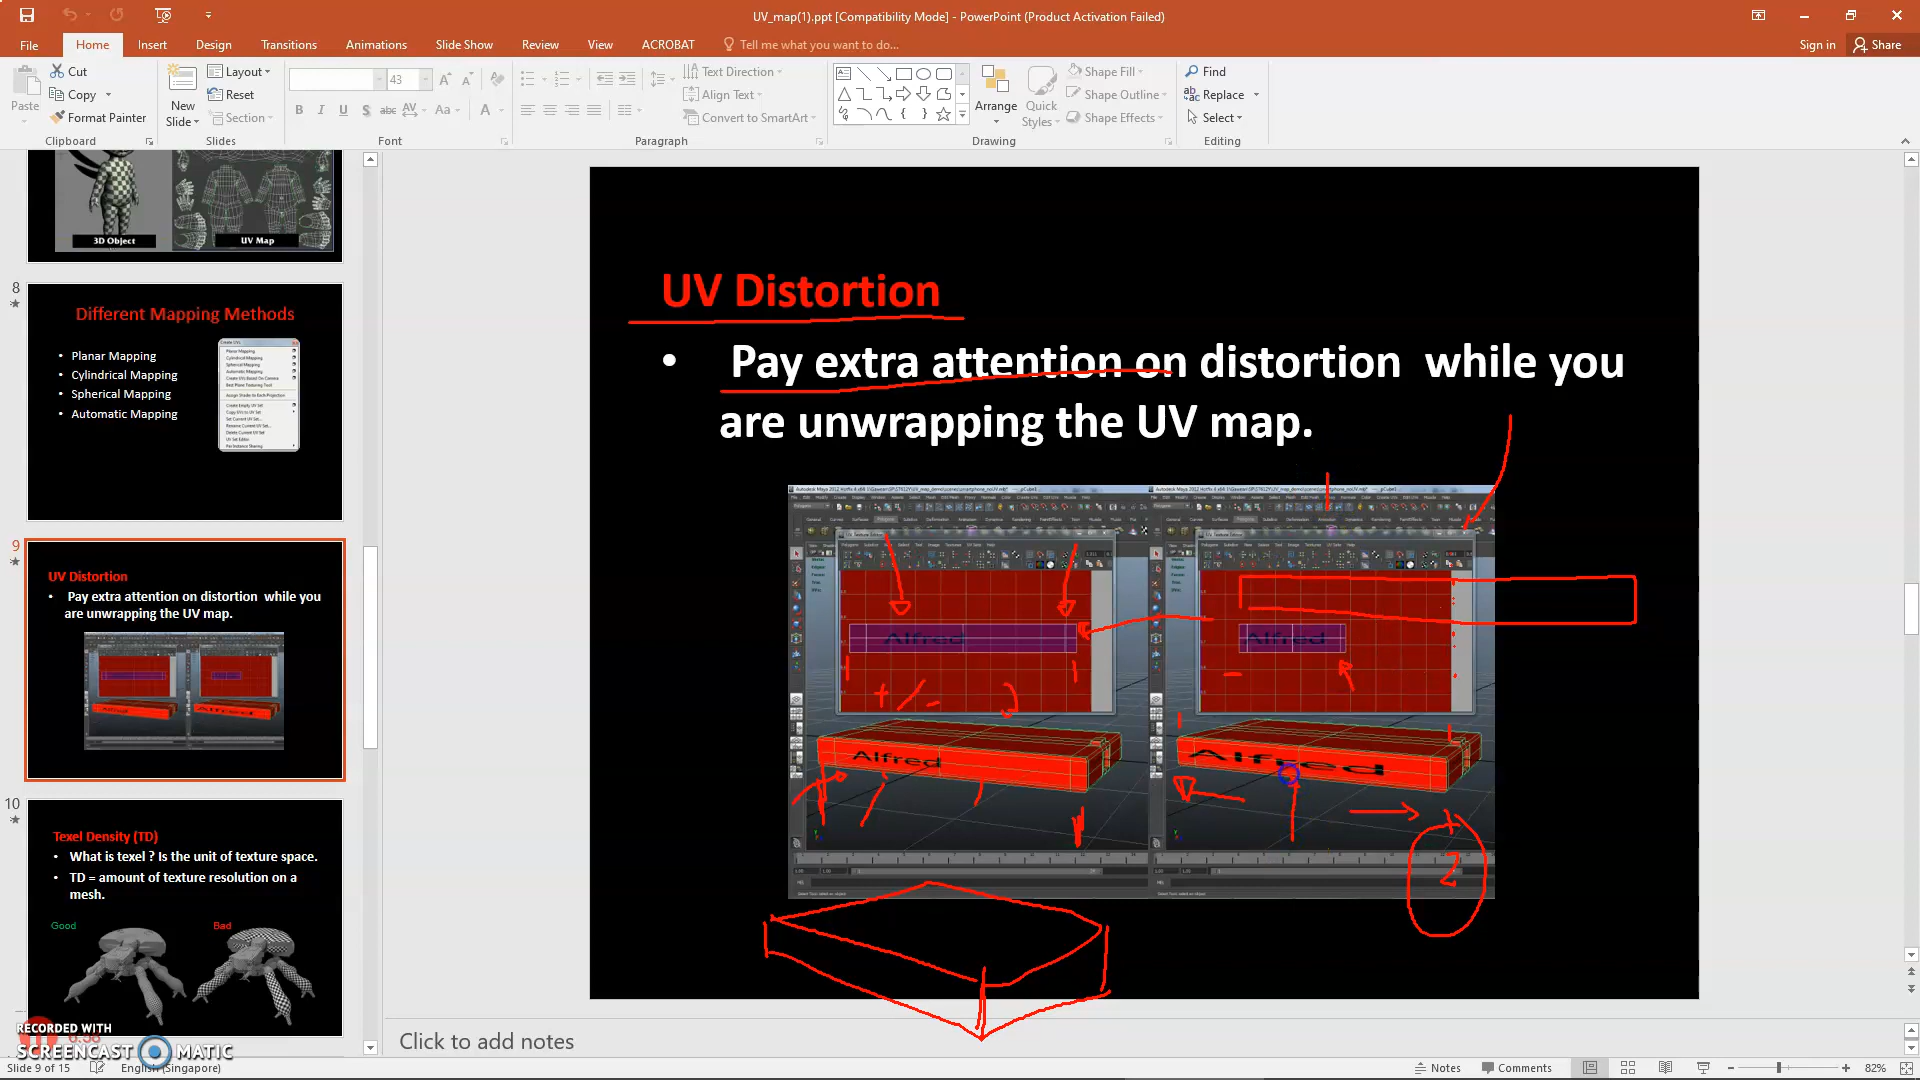 UV_map(1).ppt [Compatibility Mode] - PowerPoint (Product Activation Failed)
File Home Insert Design Transitions Animations Slide Show Review View ACROBAT Tell me what you want to do... Sign in Share
Paste Cut Copy Format Painter Clipboard
New Slide Layout Reset Section Slides
43 Font
Text Direction Align Text Convert to SmartArt Paragraph
Arrange Quick Styles Shape Fill Shape Outline Shape Effects Drawing
Find Replace Select Editing
3D Object UV Map
8
Different Mapping Methods
• Planar Mapping
• Cylindrical Mapping
• Spherical Mapping
• Automatic Mapping
9
UV Distortion
• Pay extra attention on distortion while you
are unwrapping the UV map.
10
Texel Density (TD)
• What is texel ? Is the unit of texture space.
• TD = amount of texture resolution on a
mesh.
Good Bad
RECORDED WITH
SCREENCAST MATIC
UV Distortion
• Pay extra attention on distortion while you
are unwrapping the UV map.
Alfred Alfred
Alfred Alfred
2
Click to add notes
Slide 9 of 15 English (Singapore) Notes Comments 82%